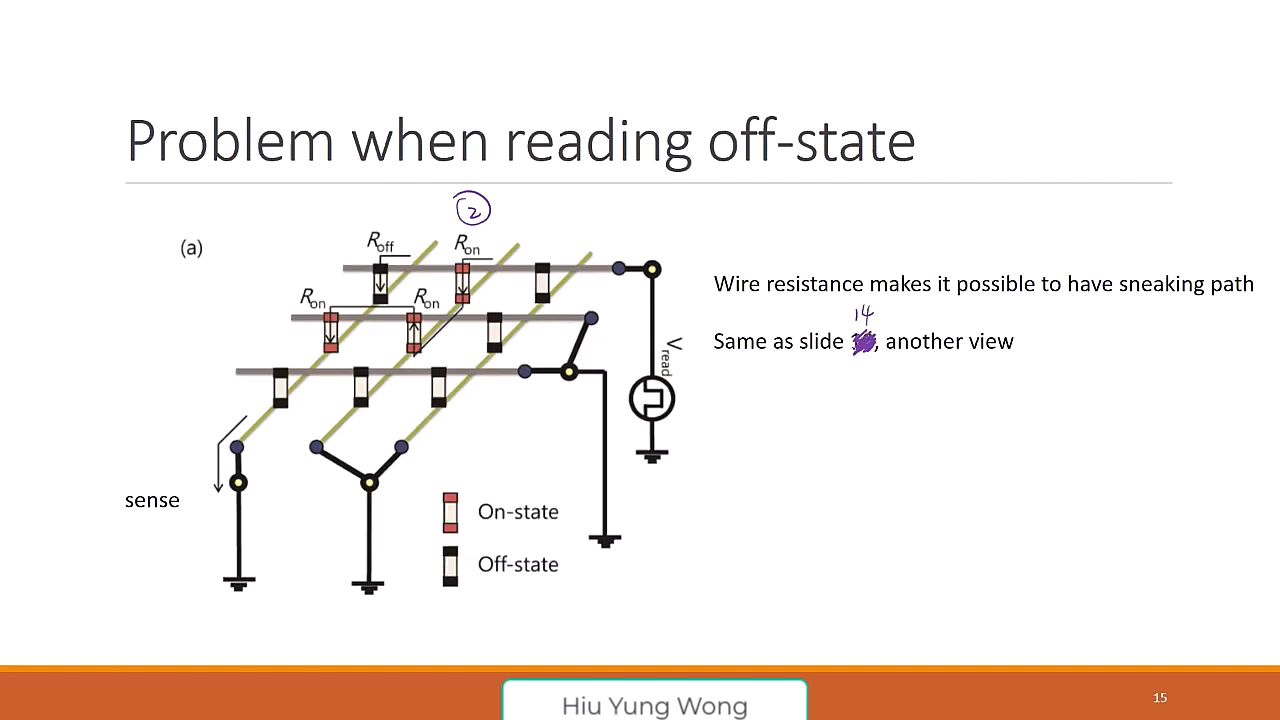 Problem when reading off-state
2
(a)
Roff
Ron
Ron
Ron
Wire resistance makes it possible to have sneaking path
14
Same as slide , another view
Vread
sense
On-state
Off-state
15
Hiu Yung Wong